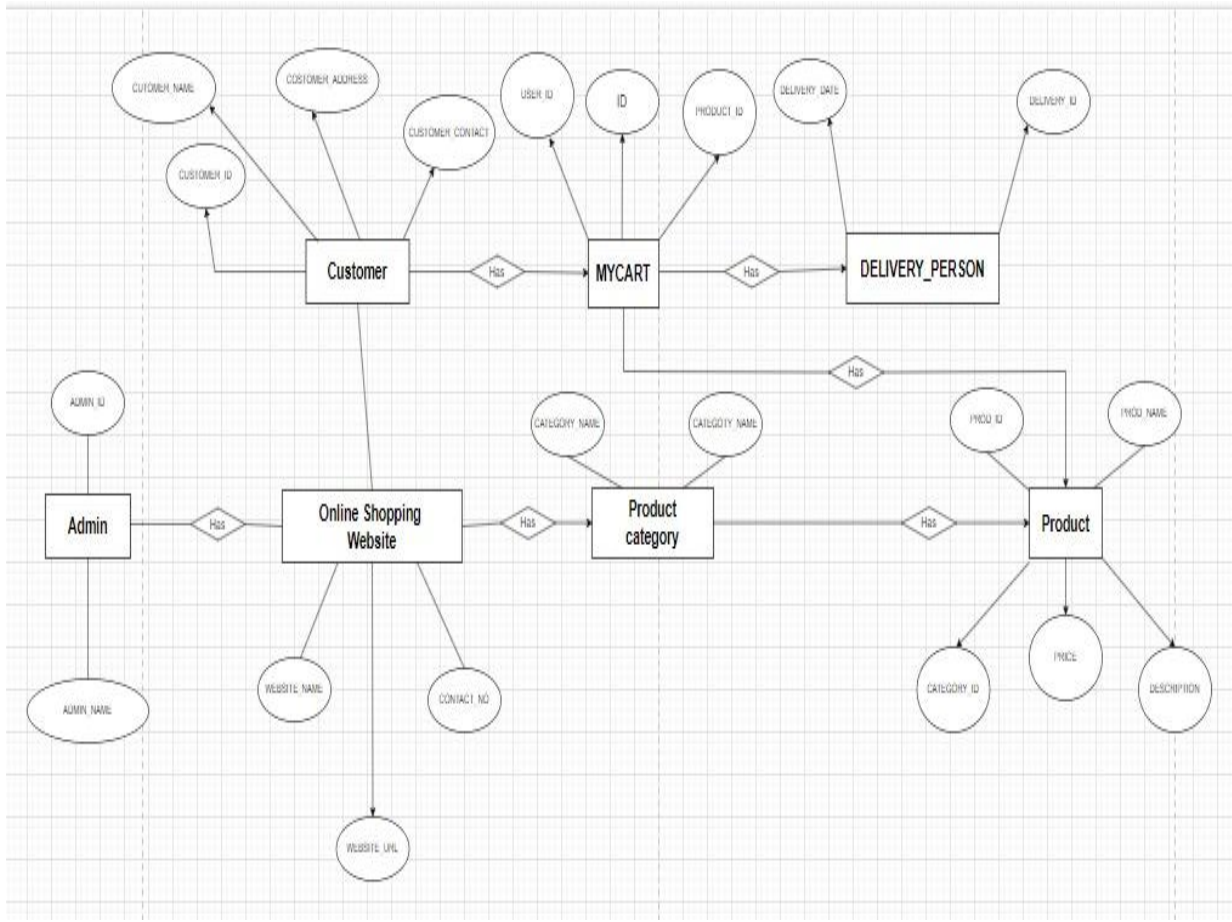 CUTOMER_NAME
COSTOMER_ADDRESS
CUSTOMER_CONTACT
CUSTOMER_ID
USER_ID
ID
PRODUCT_ID
DELIVERY_DATE
DELIVERY_ID
Customer
Has
MYCART
Has
DELIVERY_PERSON
Has
ADMIN_ID
CATEGORY_NAME
CATEGOTY_NAME
PROD_ID
PROD_NAME
Admin
Has
Online Shopping
Website
Has
Product
category
Has
Product
WEBSITE_NAME
CONTACT_NO
CATEGORY_ID
PRICE
DESCRIPTION
ADMIN_NAME
WEBSITE_URL